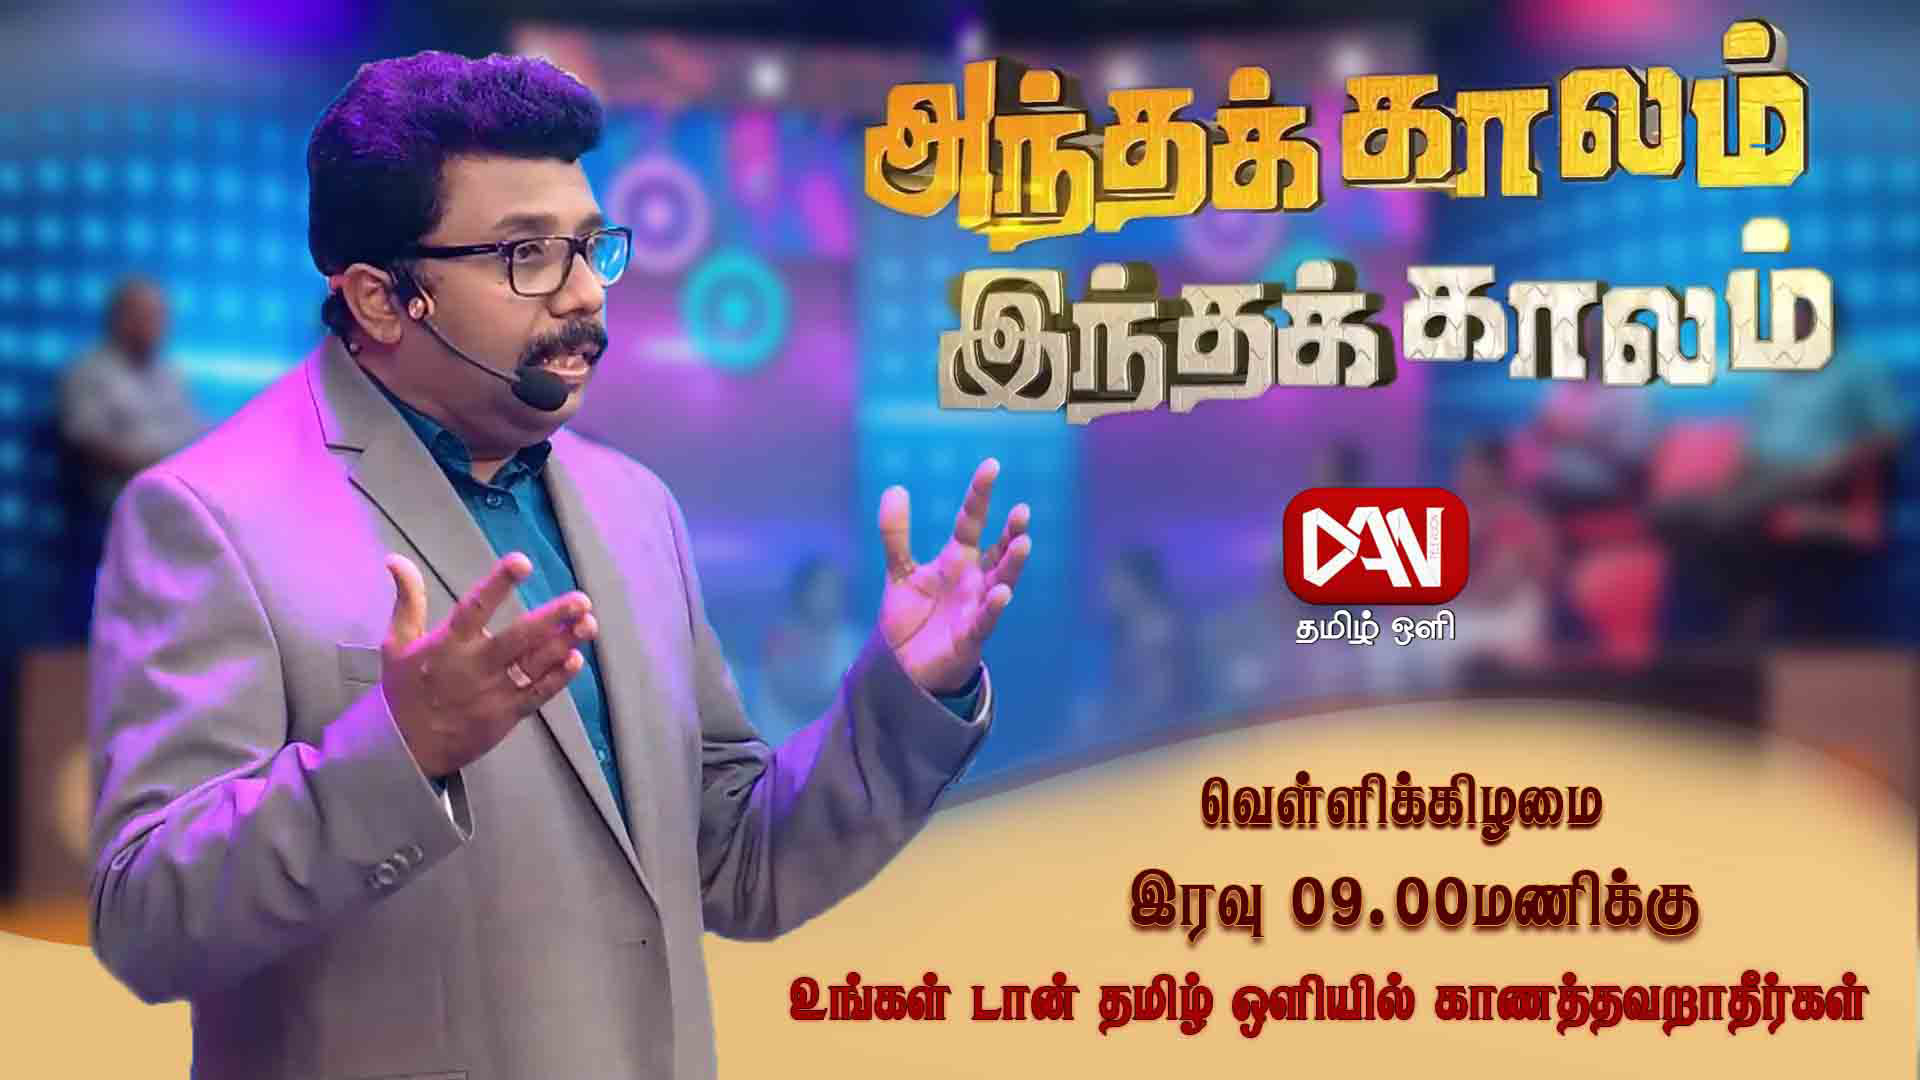 அந்தக் காலம்
இந்தக் காலம்
DAN
TELEVISION
தமிழ் ஒளி
வெள்ளிக்கிழமை
இரவு 09.00மணிக்கு
உங்கள் டான் தமிழ் ஒளியில் காணத்தவறாதீர்கள்